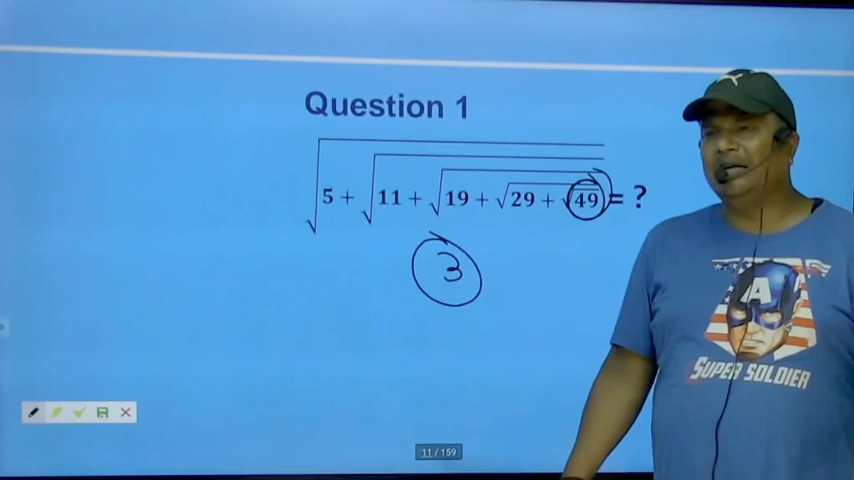 Question 1
√5 + √11 + √19 + √29 + √49 = ?
3
A
SUPER SOLDIER
11 / 159